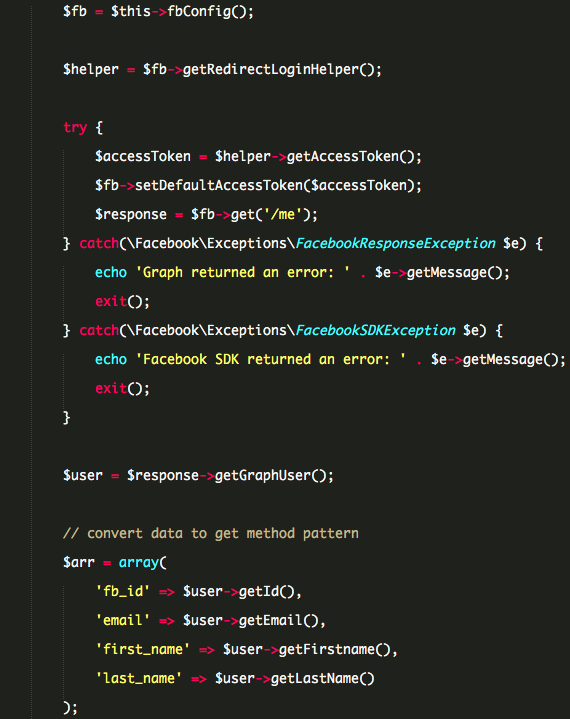 $fb = $this->fbConfig();
$helper = $fb->getRedirectLoginHelper();
try {
$accessToken = $helper->getAccessToken();
$fb->setDefaultAccessToken($accessToken);
$response = $fb->get('/me');
} catch(\Facebook\Exceptions\FacebookResponseException $e) {
echo 'Graph returned an error: ' . $e->getMessage();
exit();
} catch(\Facebook\Exceptions\FacebookSDKException $e) {
echo 'Facebook SDK returned an error: ' . $e->getMessage();
exit();
}
$user = $response->getGraphUser();
// convert data to get method pattern
$arr = array(
'fb_id' => $user->getId(),
'email' => $user->getEmail(),
'first_name' => $user->getFirstname(),
'last_name' => $user->getLastName()
);